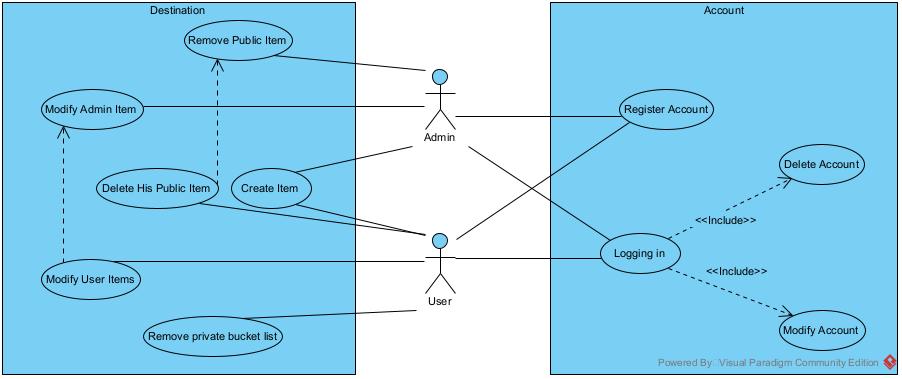 Destination
Account
Remove Public Item
Modify Admin Item
Admin
Register Account
Delete Account
Delete His Public Item
Create Item
<<Include>>
User
Logging in
<<Include>>
Modify User Items
Remove private bucket list
Modify Account
Powered By: Visual Paradigm Community Edition